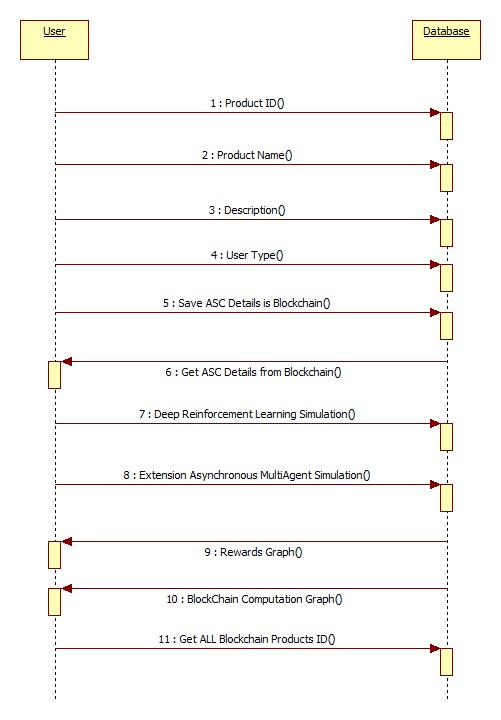 User
Database
1 : Product ID()
2 : Product Name()
3 : Description()
4 : User Type()
5 : Save ASC Details is Blockchain()
6 : Get ASC Details from Blockchain()
7 : Deep Reinforcement Learning Simulation()
8 : Extension Asynchronous MultiAgent Simulation()
9 : Rewards Graph()
10 : BlockChain Computation Graph()
11 : Get ALL Blockchain Products ID()